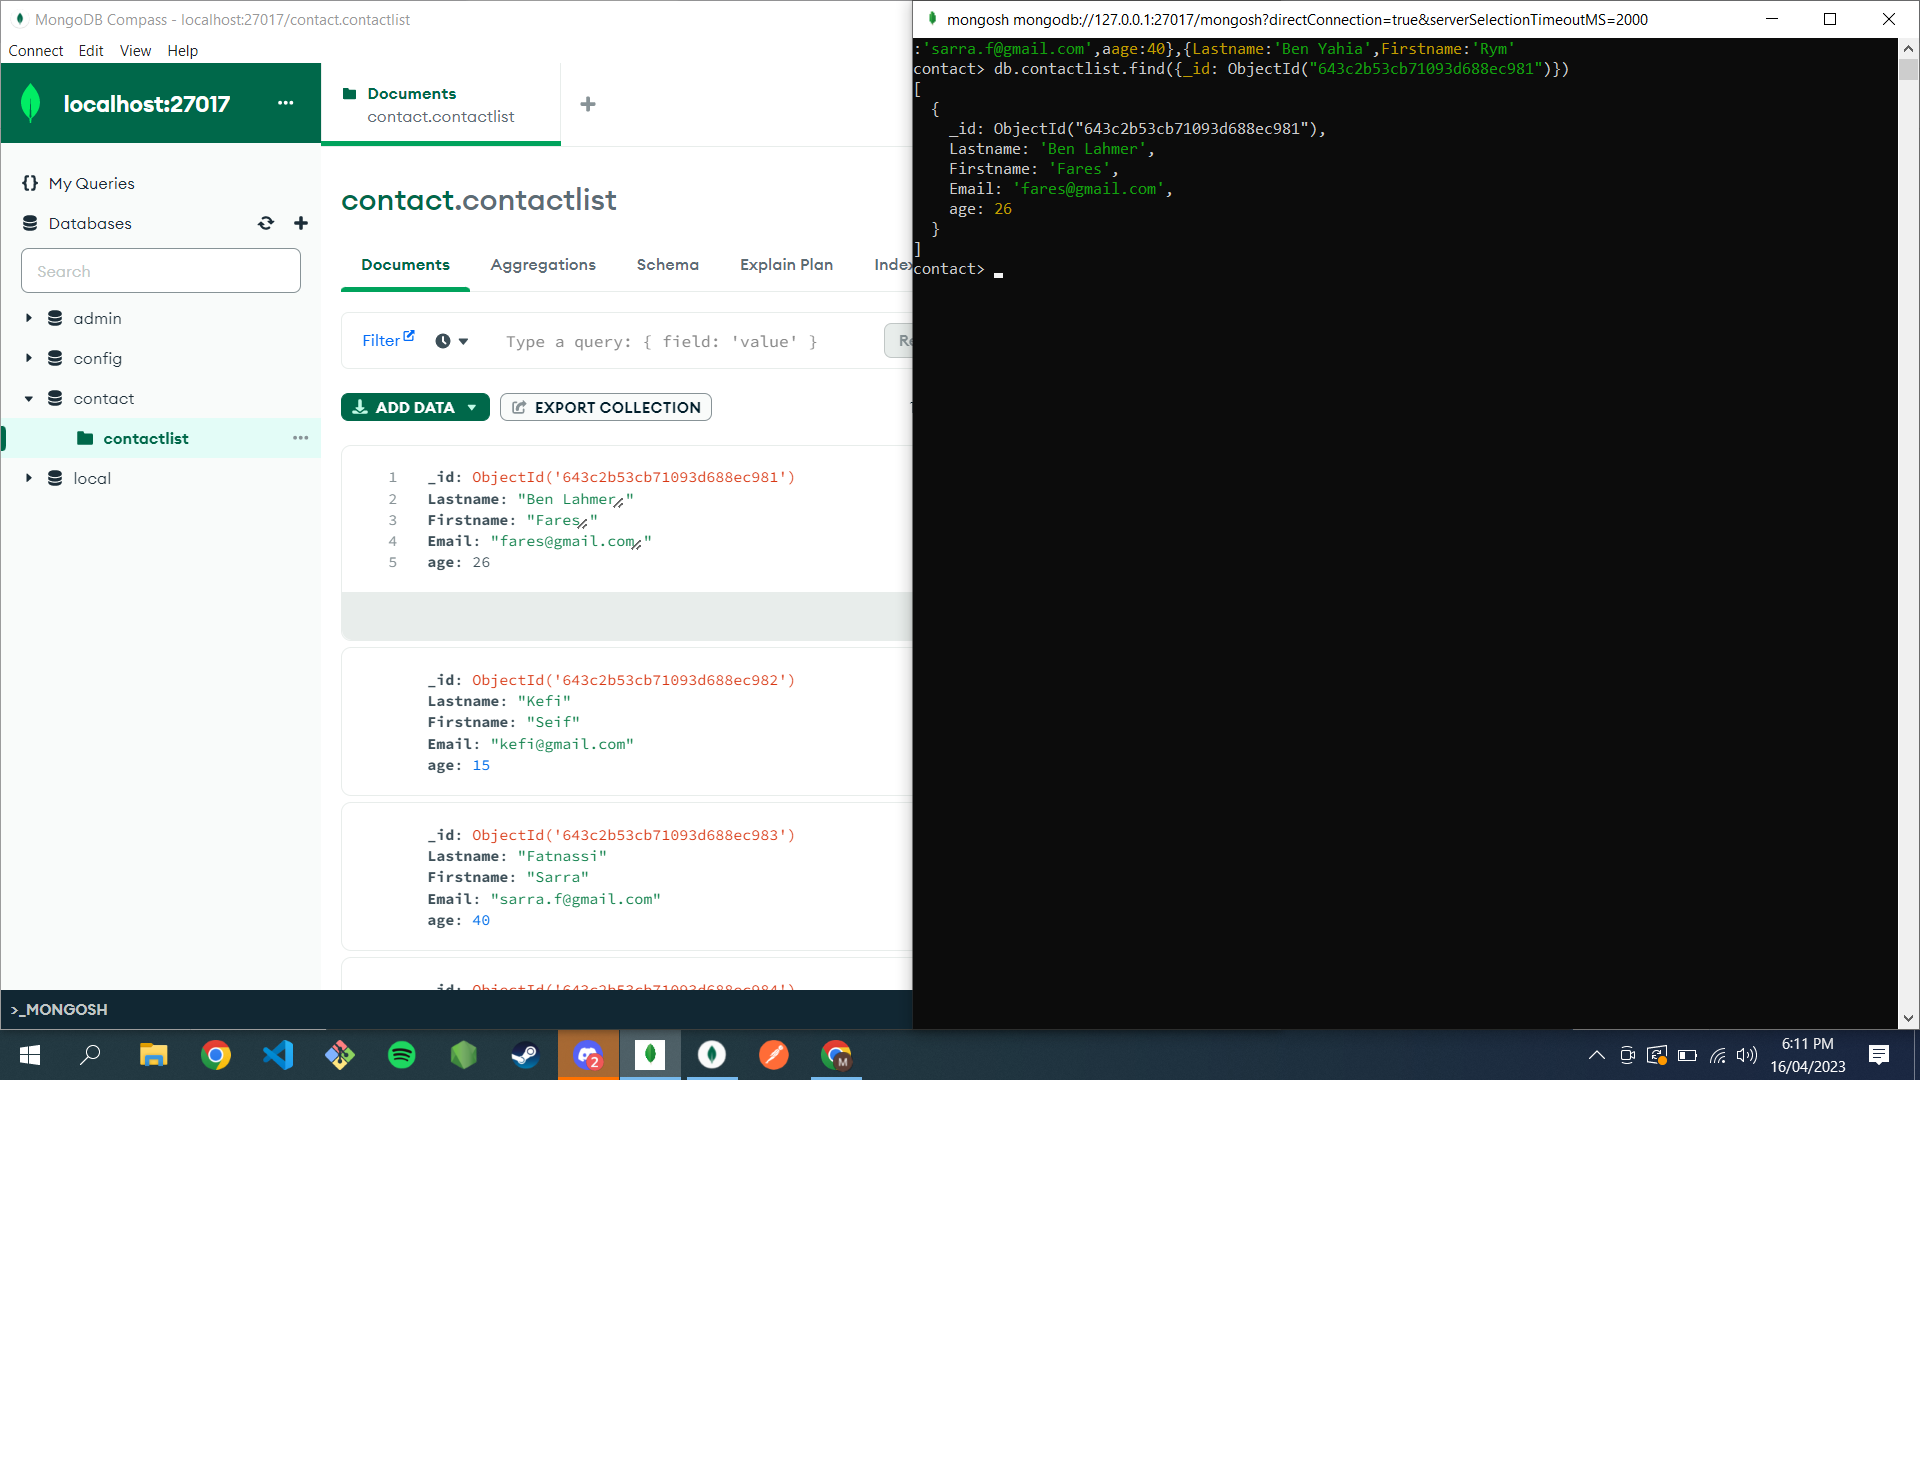 MongoDB Compass - localhost:27017/contact.contactlist
Connect Edit View Help
localhost:27017
Documents
contact.contactlist
My Queries
Databases
Search
admin
config
contact
contactlist
local
contact.contactlist
Documents Aggregations Schema Explain Plan Index
Filter Type a query: { field: 'value' }
ADD DATA EXPORT COLLECTION
1 _id: ObjectId('643c2b53cb71093d688ec981')
2 Lastname: "Ben Lahmer"
3 Firstname: "Fares"
4 Email: "fares@gmail.com"
5 age: 26
_id: ObjectId('643c2b53cb71093d688ec982')
Lastname: "Kefi"
Firstname: "Seif"
Email: "kefi@gmail.com"
age: 15
_id: ObjectId('643c2b53cb71093d688ec983')
Lastname: "Fatnassi"
Firstname: "Sarra"
Email: "sarra.f@gmail.com"
age: 40
_id: ObjectId('643c2b53cb71093d688ec984')
>_MONGOSH
mongosh mongodb://127.0.0.1:27017/mongosh?directConnection=true&serverSelectionTimeoutMS=2000
:'sarra.f@gmail.com',aage:40},{Lastname:'Ben Yahia',Firstname:'Rym'
contact> db.contactlist.find({_id: ObjectId("643c2b53cb71093d688ec981")})
[
{
_id: ObjectId("643c2b53cb71093d688ec981"),
Lastname: 'Ben Lahmer',
Firstname: 'Fares',
Email: 'fares@gmail.com',
age: 26
}
]
contact>
2
M
6:11 PM
16/04/2023